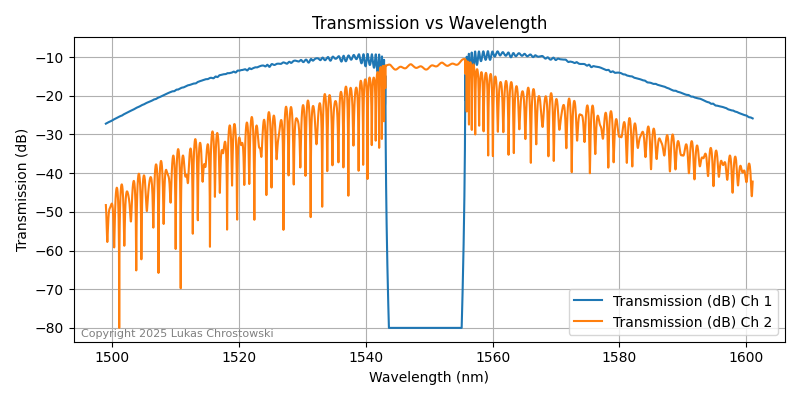 Transmission vs Wavelength
Transmission (dB)
−10
−20
−30
−40
−50
−60
−70
−80
Copyright 2025 Lukas Chrostowski
Transmission (dB) Ch 1
Transmission (dB) Ch 2
1500 1520 1540 1560 1580 1600
Wavelength (nm)